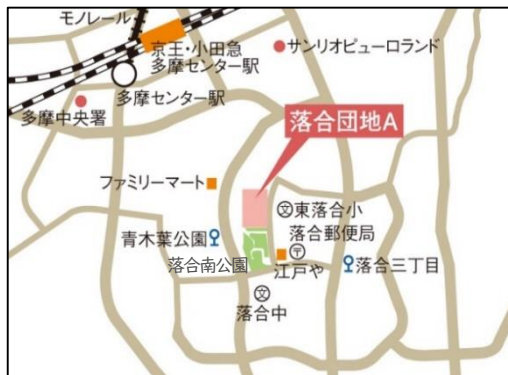 モノレール
京王・小田急
多摩センター駅
サンリオピューロランド
多摩センター駅
多摩中央署
落合団地A
ファミリーマート
文東落合小
青木葉公園
落合郵便局
〒
落合南公園
江戸や
落合三丁目
文
落合中